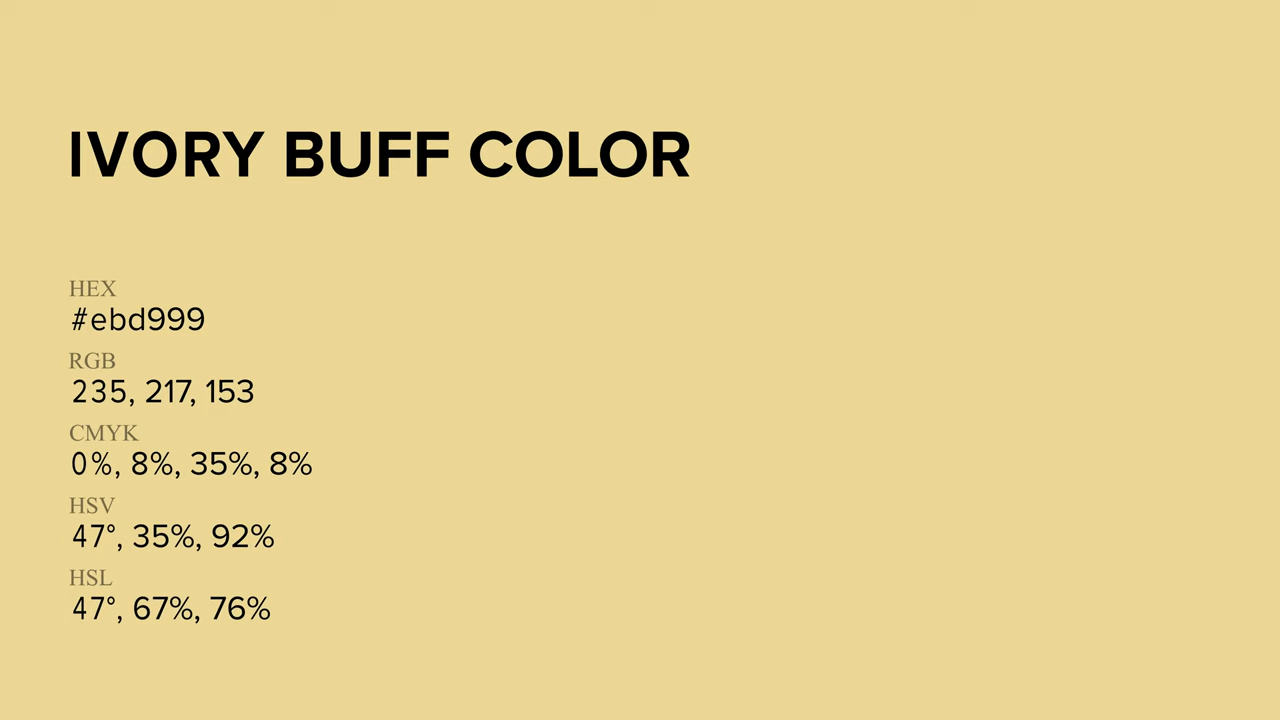 IVORY BUFF COLOR
HEX
#ebd999
RGB
235, 217, 153
CMYK
0%, 8%, 35%, 8%
HSV
47°, 35%, 92%
HSL
47°, 67%, 76%